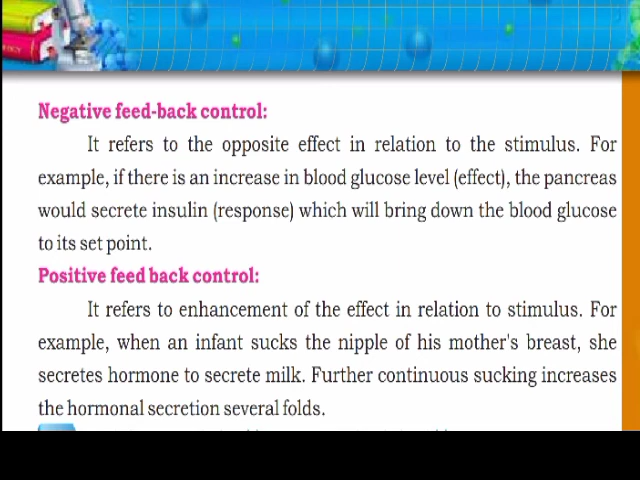 Negative feed-back control:
It refers to the opposite effect in relation to the stimulus. For
example, if there is an increase in blood glucose level (effect), the pancreas
would secrete insulin (response) which will bring down the blood glucose
to its set point.
Positive feed back control:
It refers to enhancement of the effect in relation to stimulus. For
example, when an infant sucks the nipple of his mother's breast, she
secretes hormone to secrete milk. Further continuous sucking increases
the hormonal secretion several folds.